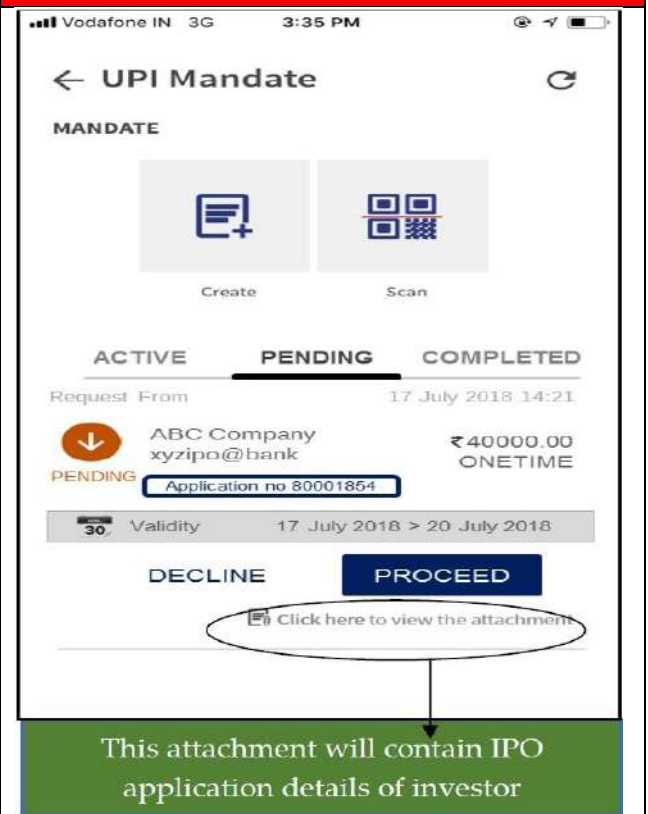 Vodafone IN 3G 3:35 PM
← UPI Mandate
MANDATE
Create Scan
ACTIVE PENDING COMPLETED
Request From 17 July 2018 14:21
ABC Company ₹40000.00
xyzipo@bank ONETIME
PENDING
Application no 80001854
30 Validity 17 July 2018 > 20 July 2018
DECLINE PROCEED
Click here to view the attachment
This attachment will contain IPO
application details of investor